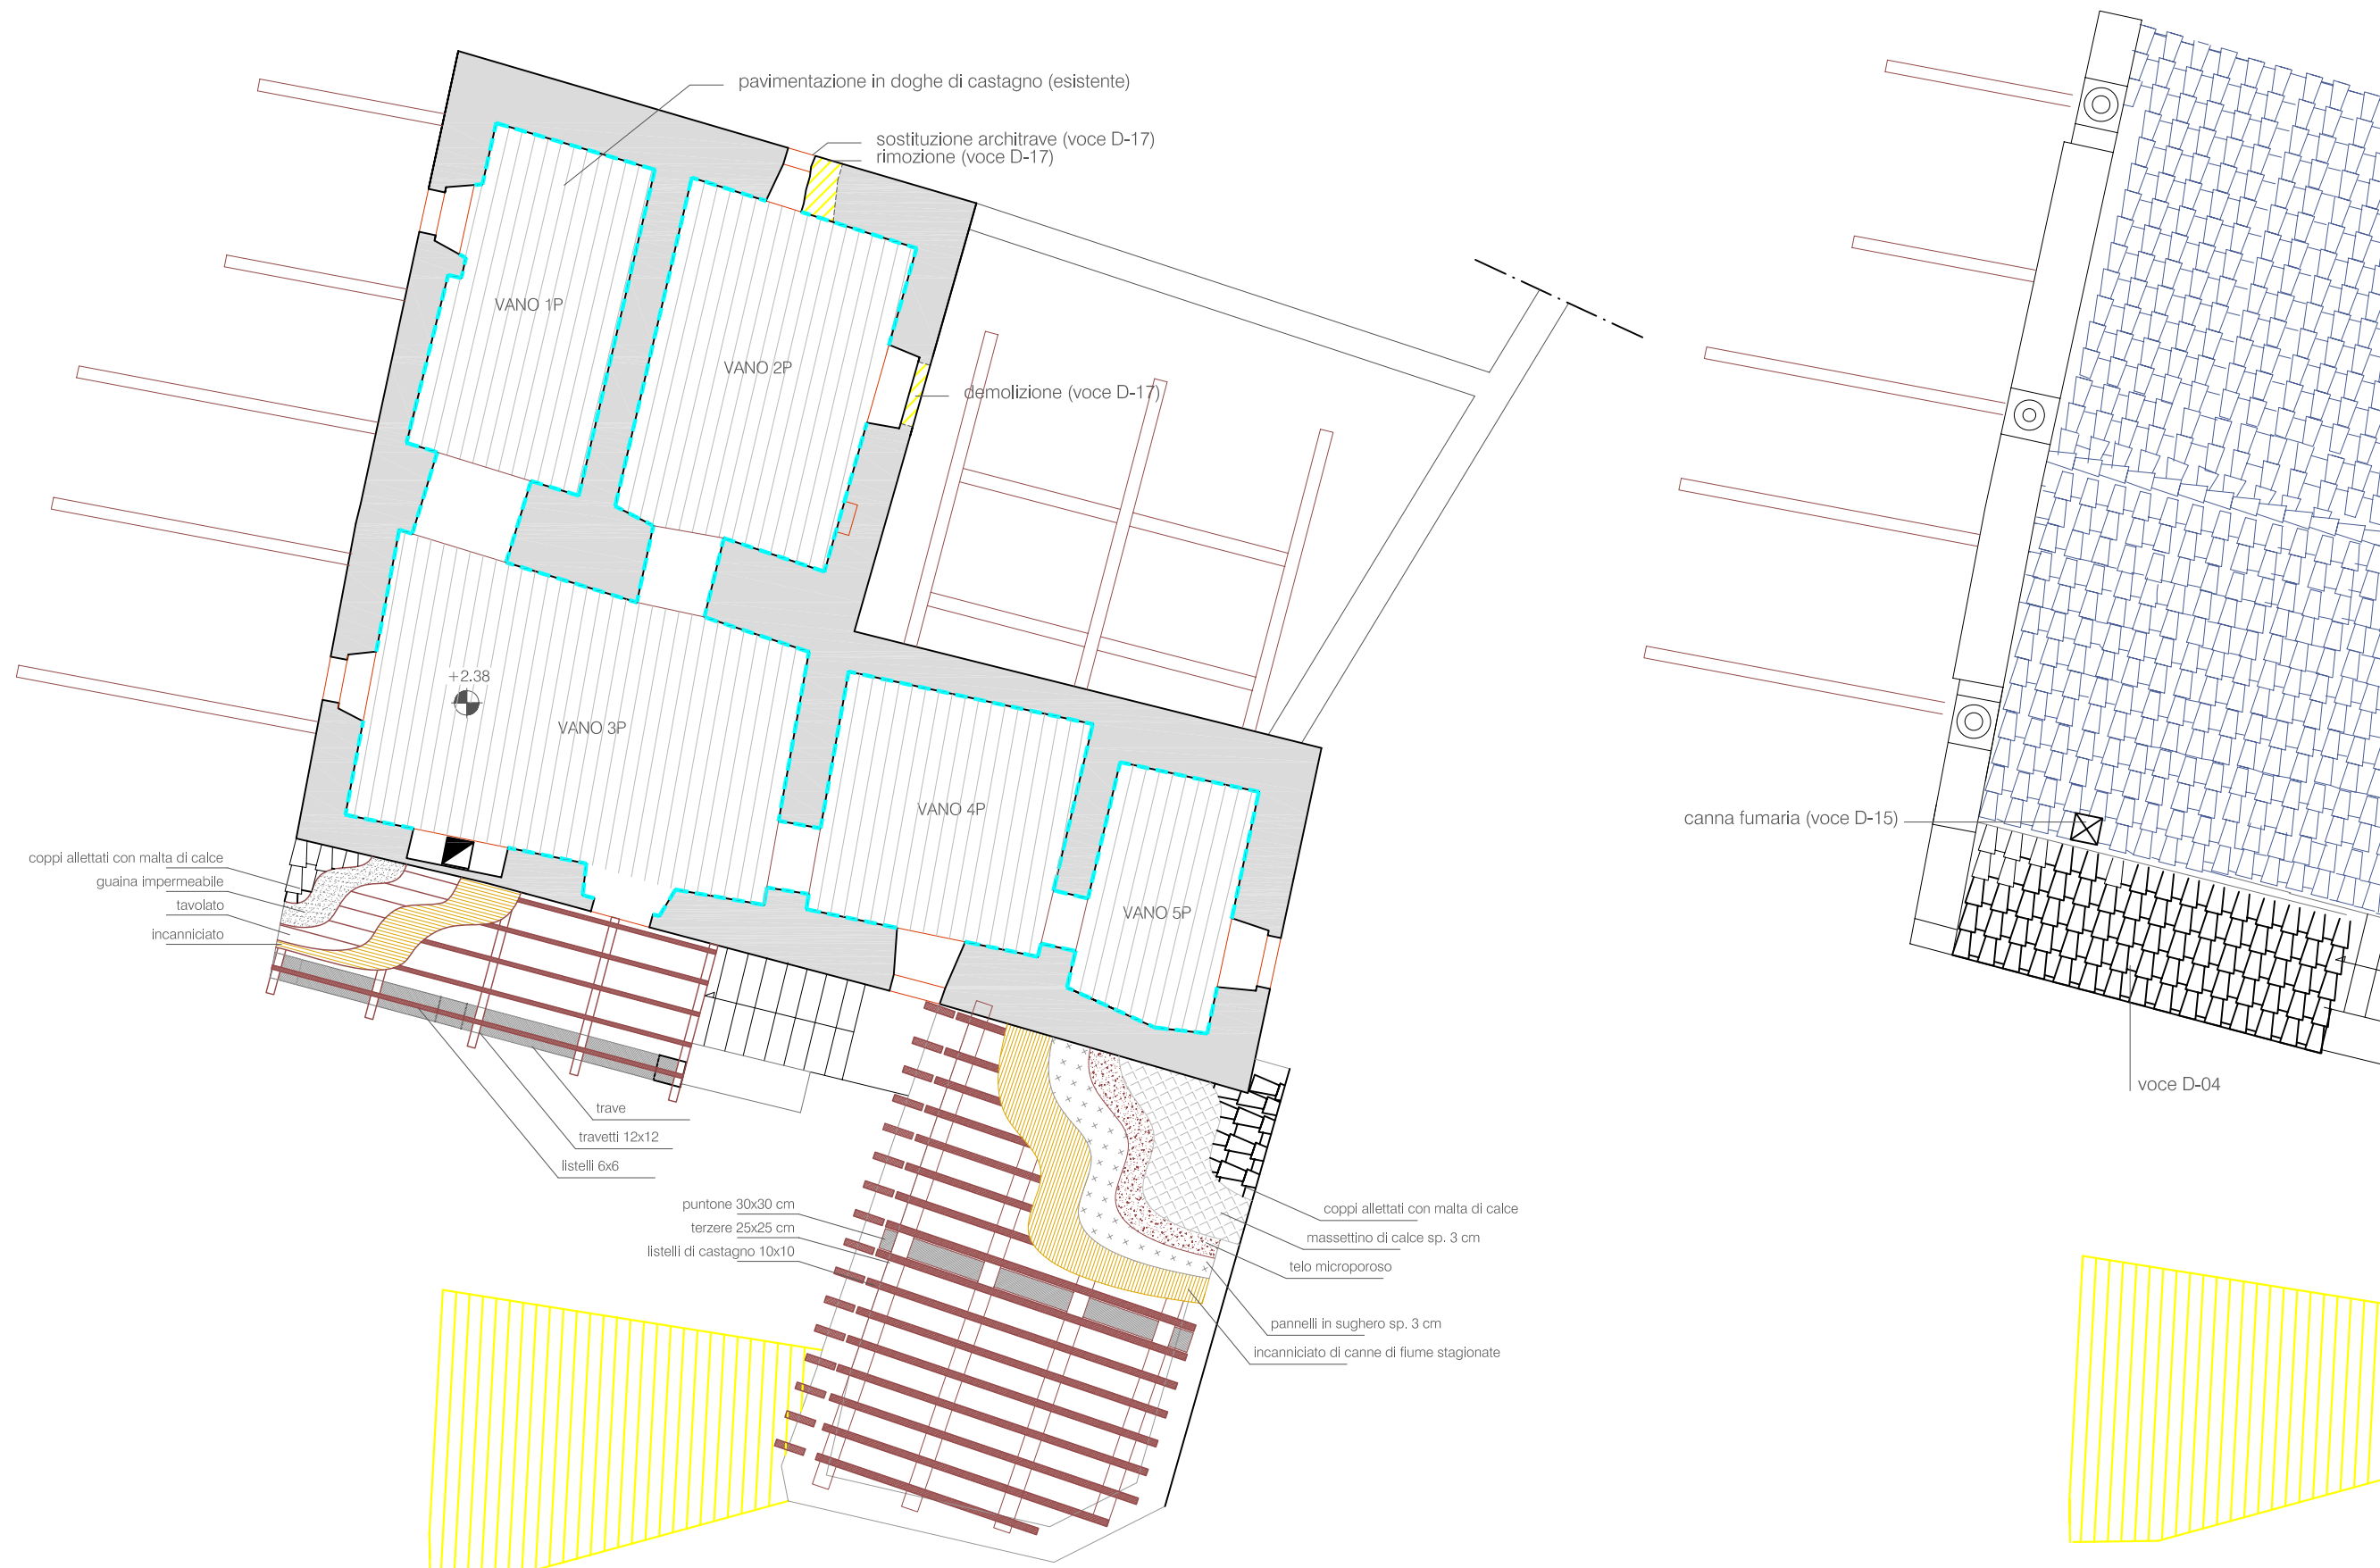 pavimentazione in doghe di castagno (esistente)
sostituzione architrave (voce D-17)
rimozione (voce D-17)
VANO 1P
VANO 2P
demolizione (voce D-17)
+2.38
VANO 3P
VANO 4P
VANO 5P
coppi allettati con malta di calce
guaina impermeabile
tavolato
incanniciato
trave
travetti 12x12
listelli 6x6
puntone 30x30 cm
terzere 25x25 cm
listelli di castagno 10x10
coppi allettati con malta di calce
massettino di calce sp. 3 cm
telo microporoso
pannelli in sughero sp. 3 cm
incanniciato di canne di fiume stagionate
canna fumaria (voce D-15)
voce D-04